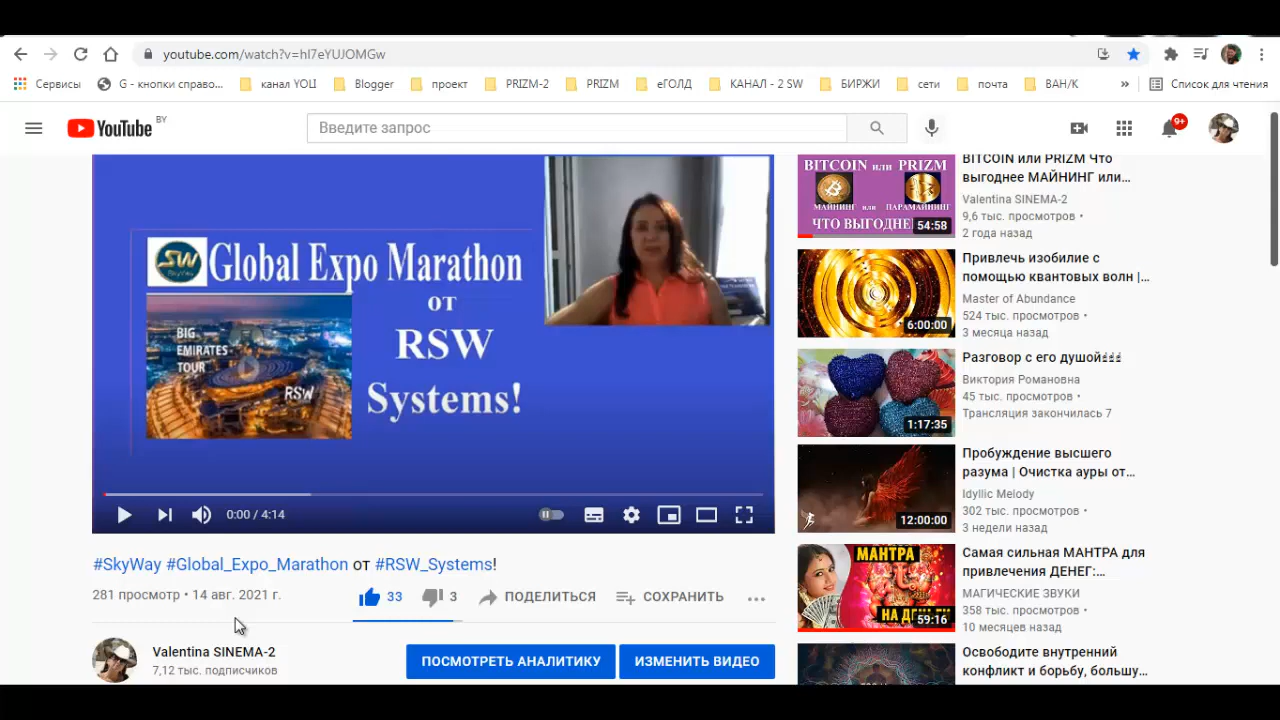 youtube.com/watch?v=hI7eYUJOMGw
Сервисы
G - кнопки справо...
канал YOLI
Blogger
проект
PRIZM-2
PRIZM
еГОЛД
КАНАЛ - 2 SW
БИРЖИ
сети
почта
ВАН/К
»
Список для чтения
YouTube BY
Введите запрос
9+
SW
SkyWay
Global Expo Marathon
от
RSW
Systems!
BIG
EMIRATES
TOUR
RSW
0:00 / 4:14
#SkyWay #Global_Expo_Marathon от #RSW_Systems!
281 просмотр • 14 авг. 2021 г.
33
3
ПОДЕЛИТЬСЯ
СОХРАНИТЬ
Valentina SINEMA-2
7,12 тыс. подписчиков
ПОСМОТРЕТЬ АНАЛИТИКУ
ИЗМЕНИТЬ ВИДЕО
BITCOIN или PRIZM
МАЙНИНГ или ПАРАМАЙНИНГ
ЧТО ВЫГОДНЕ
54:58
BITCOIN или PRIZM Что
выгоднее МАЙНИНГ или...
Valentina SINEMA-2
9,6 тыс. просмотров •
2 года назад
6:00:00
Привлечь изобилие с
помощью квантовых волн |...
Master of Abundance
524 тыс. просмотров •
3 месяца назад
1:17:35
Разговор с его душой
Виктория Романовна
45 тыс. просмотров •
Трансляция закончилась 7
12:00:00
Пробуждение высшего
разума | Очистка ауры от...
Idyllic Melody
302 тыс. просмотров •
3 недели назад
МАНТРА
НА ДЕНЬГИ
59:16
Самая сильная МАНТРА для
привлечения ДЕНЕГ:...
МАГИЧЕСКИЕ ЗВУКИ
358 тыс. просмотров •
10 месяцев назад
Освободите внутренний
конфликт и борьбу, большу...